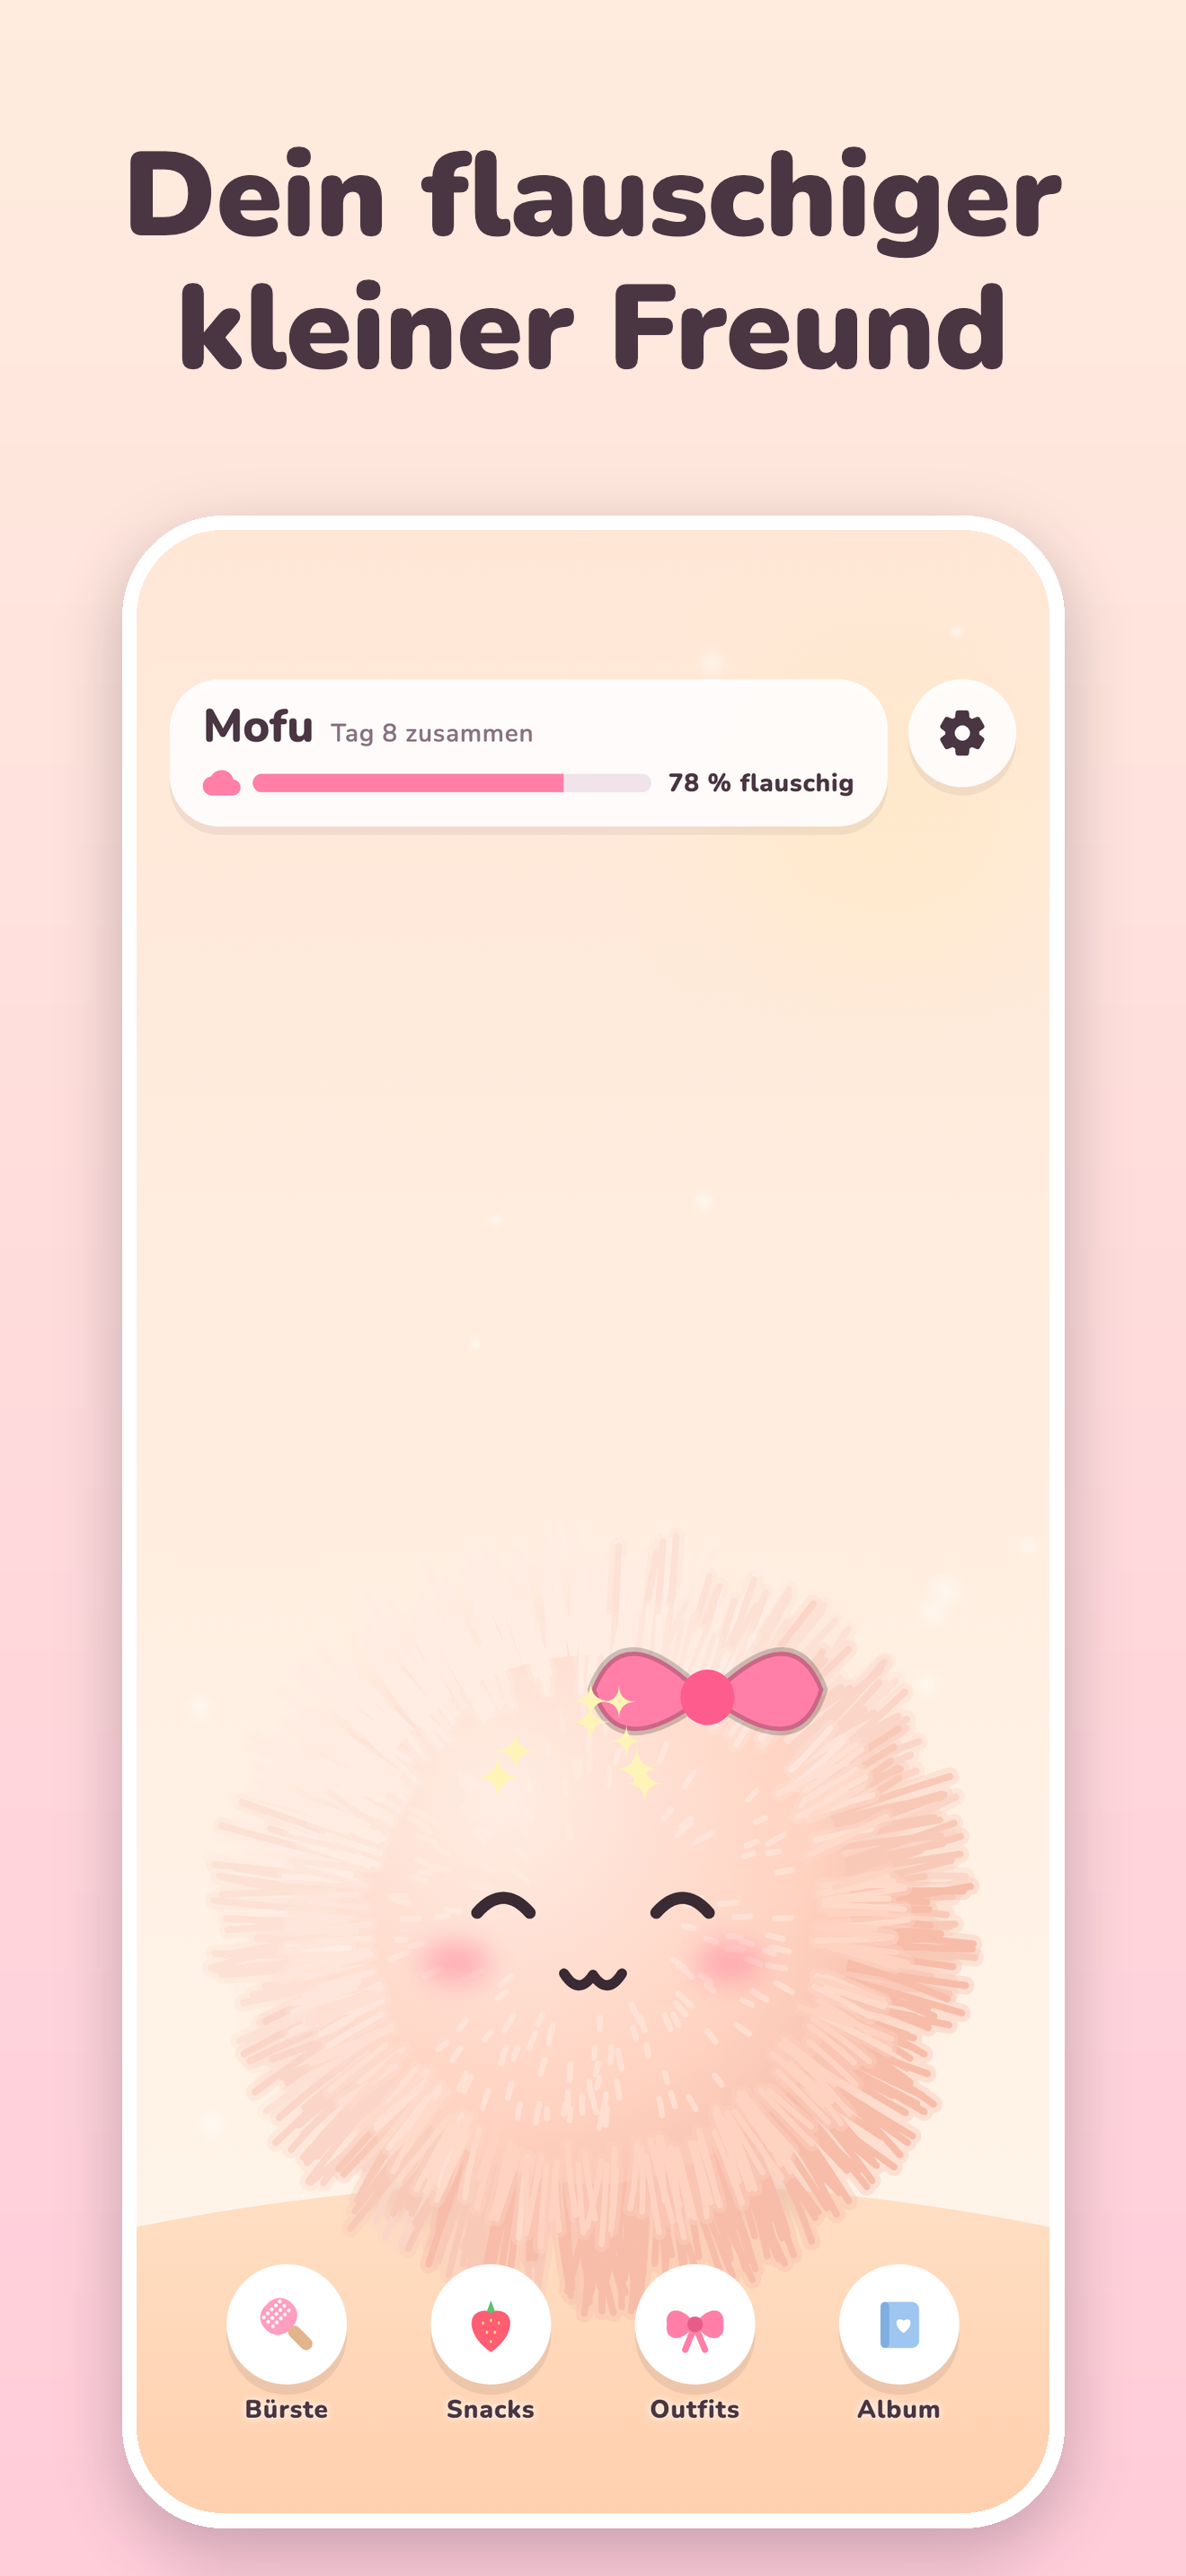 Dein flauschiger
kleiner Freund
Mofu Tag 8 zusammen
78 % flauschig
Bürste Snacks Outfits Album